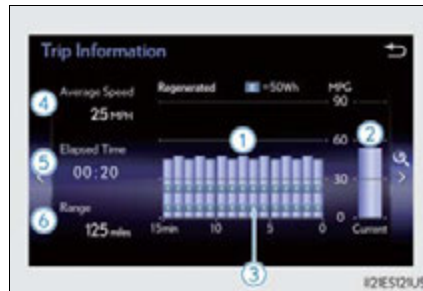 Trip Information
Regenerated =50Wh MPG
Average Speed
90
4
25 MPH
1
60
2
5
Elapsed Time
00:20
30
6
Range
0
125 miles
15min 10 5 0 Current
3